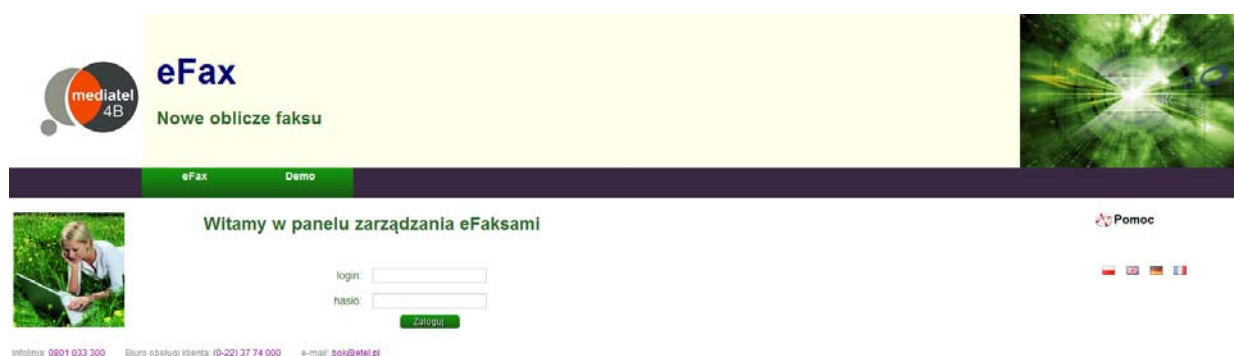 mediatel
4B
eFax
Nowe oblicze faksu
eFax Demo
Witamy w panelu zarządzania eFaksami
Pomoc
login:
hasło:
Zaloguj
Infolinia: 0801 033 300 Biuro obsługi klienta: (0-22) 37 74 000 e-mail: bok@etel.pl